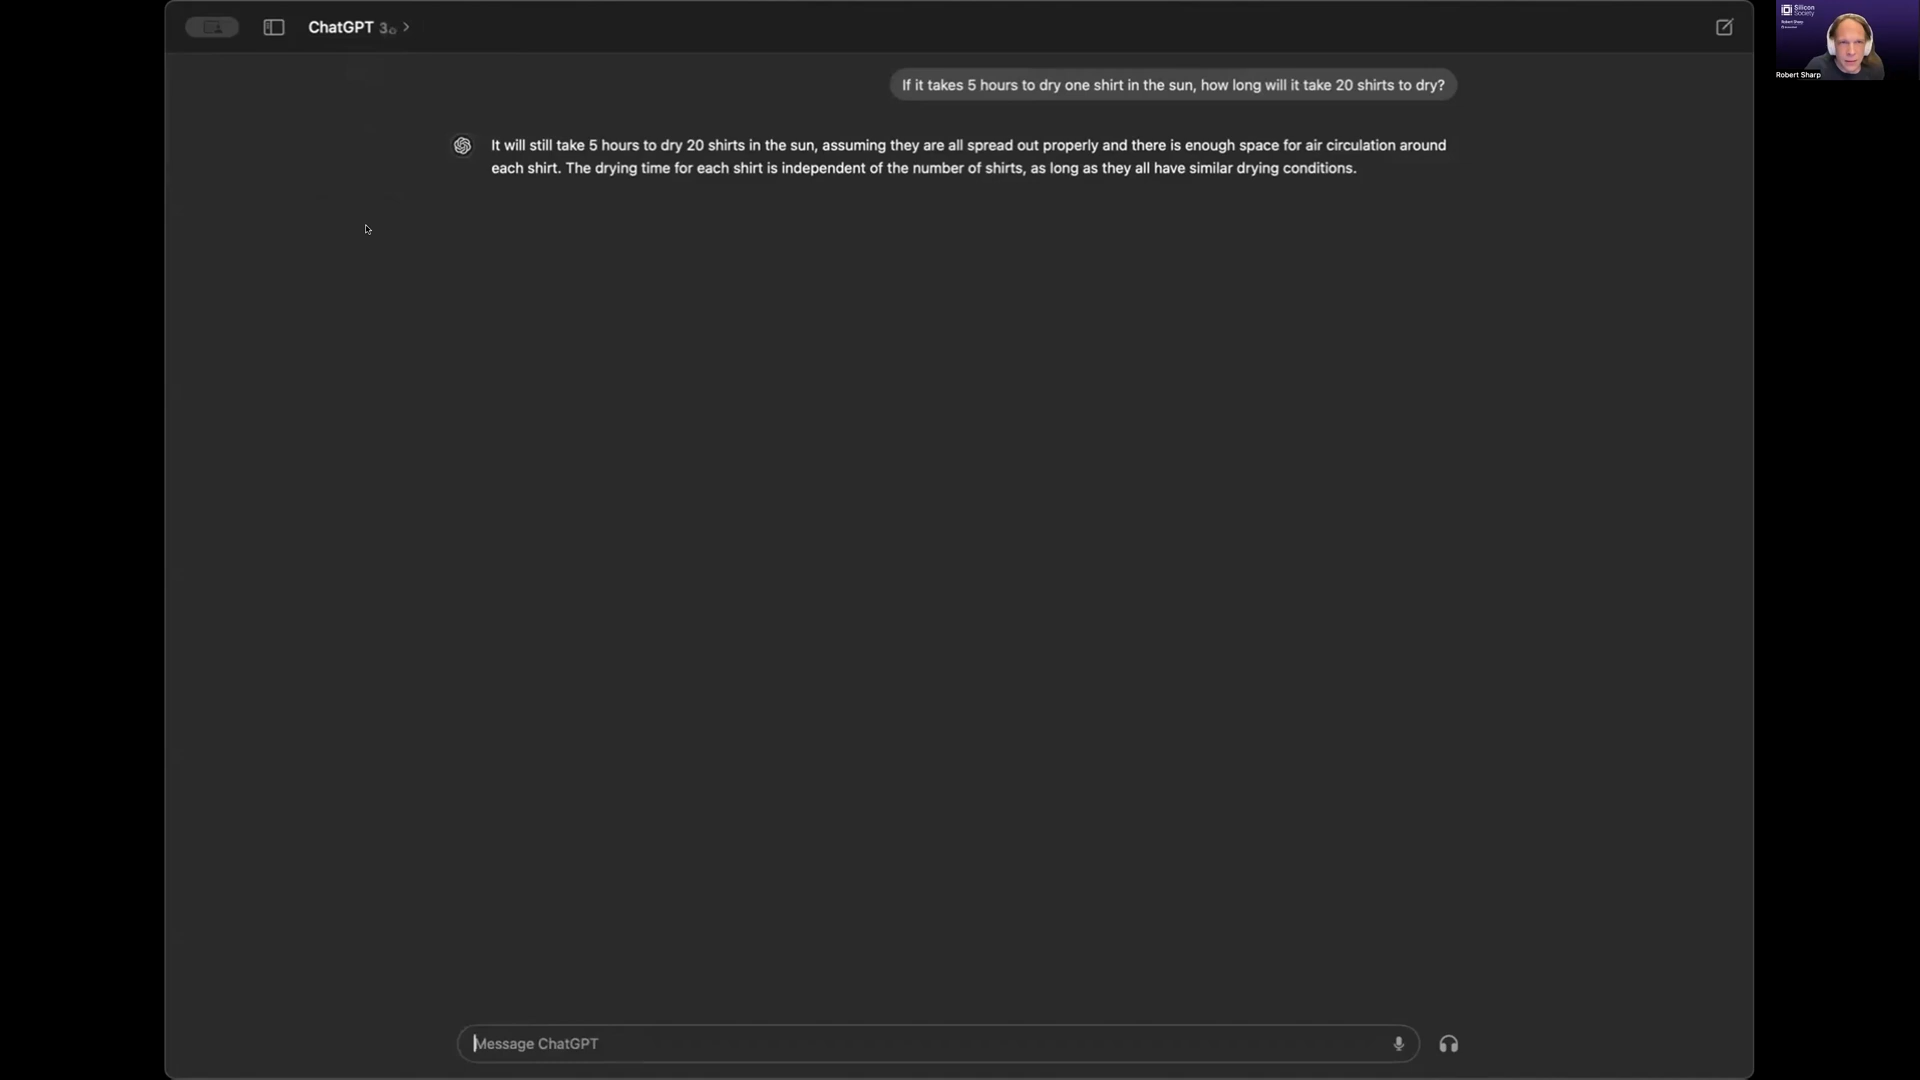 ChatGPT
If it takes 5 hours to dry one shirt in the sun, how long will it take 20 shirts to dry?
It will still take 5 hours to dry 20 shirts in the sun, assuming they are all spread out properly and there is enough space for air circulation around
each shirt. The drying time for each shirt is independent of the number of shirts, as long as they all have similar drying conditions.
Message ChatGPT
Silicon
Society
Robert Sharp